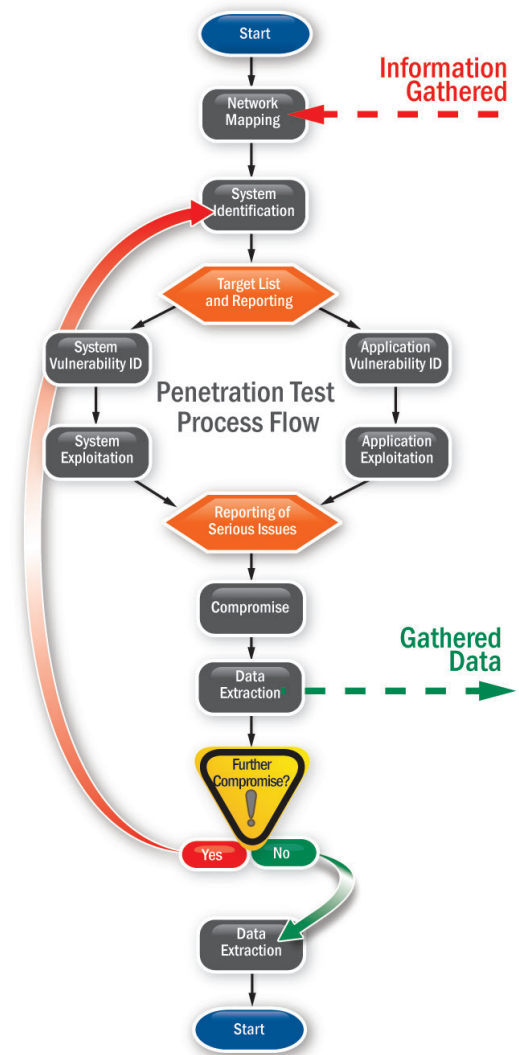 Start
Information
Gathered
Network
Mapping
System
Identification
Target List
and Reporting
System
Vulnerability ID
Application
Vulnerability ID
Penetration Test
Process Flow
System
Exploitation
Application
Exploitation
Reporting of
Serious Issues
Compromise
Gathered
Data
Data
Extraction
Further
Compromise?
!
Yes
No
Data
Extraction
Start